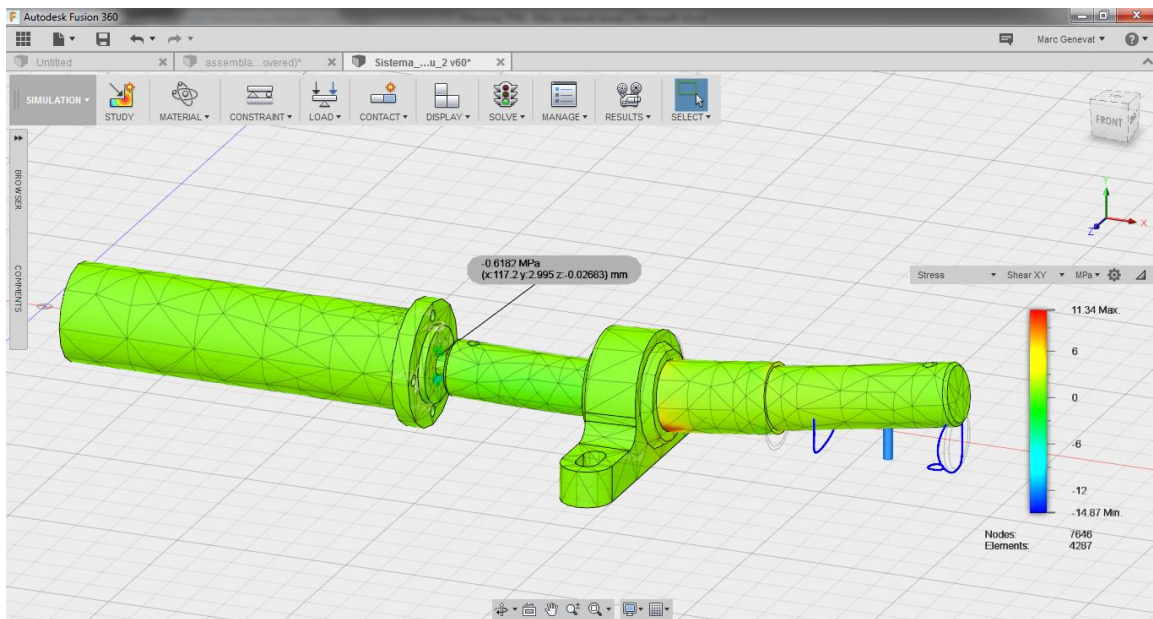 Autodesk Fusion 360
Marc Genevat
Untitled
assembla...overed)*
Sistema_...u_2 v60*
SIMULATION
STUDY
MATERIAL
CONSTRAINT
LOAD
CONTACT
DISPLAY
SOLVE
MANAGE
RESULTS
SELECT
FRONT
BROWSER
COMMENTS
Y
X
Z
-0.6182 MPa
(x:117.2 y:2.995 z:-0.02683) mm
Stress Shear XY MPa
11.34 Max.
6
0
-6
-12
-14.87 Min.
Nodes: 7646
Elements: 4287